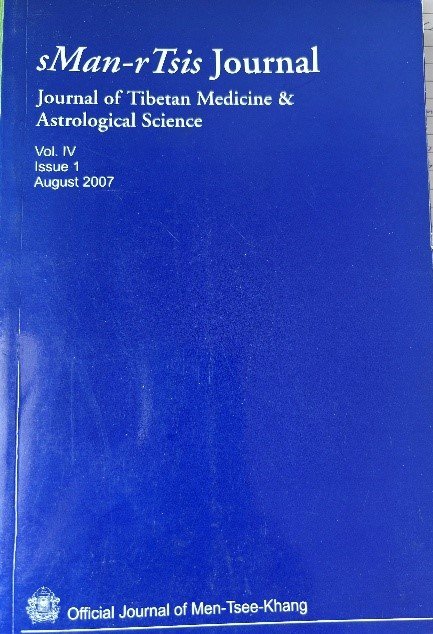 sMan-rTsis Journal
Journal of Tibetan Medicine &
Astrological Science
Vol. IV
Issue 1
August 2007
Official Journal of Men-Tsee-Khang